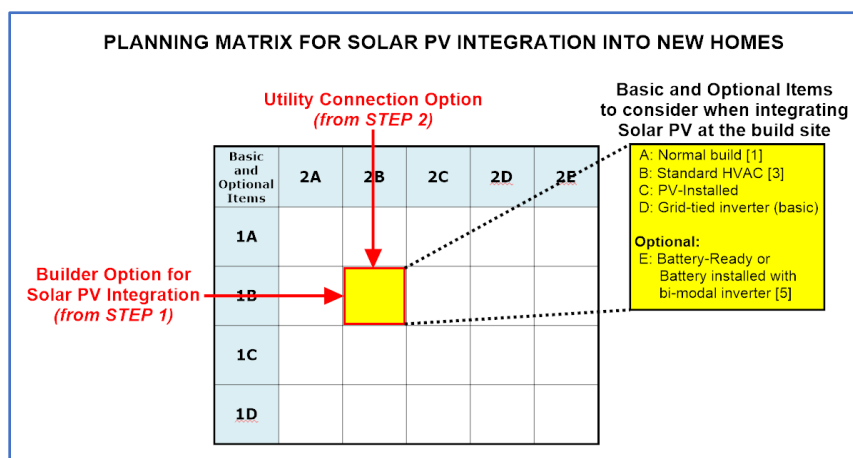 PLANNING MATRIX FOR SOLAR PV INTEGRATION INTO NEW HOMES
Utility Connection Option
(from STEP 2)
Basic and Optional Items
to consider when integrating
Solar PV at the build site
Basic
and
Optional
Items
2A
2B
2C
2D
2E
1A
1B
1C
1D
Builder Option for
Solar PV Integration
(from STEP 1)
A: Normal build [1]
B: Standard HVAC [3]
C: PV-Installed
D: Grid-tied inverter (basic)
Optional:
E: Battery-Ready or
Battery installed with
bi-modal inverter [5]